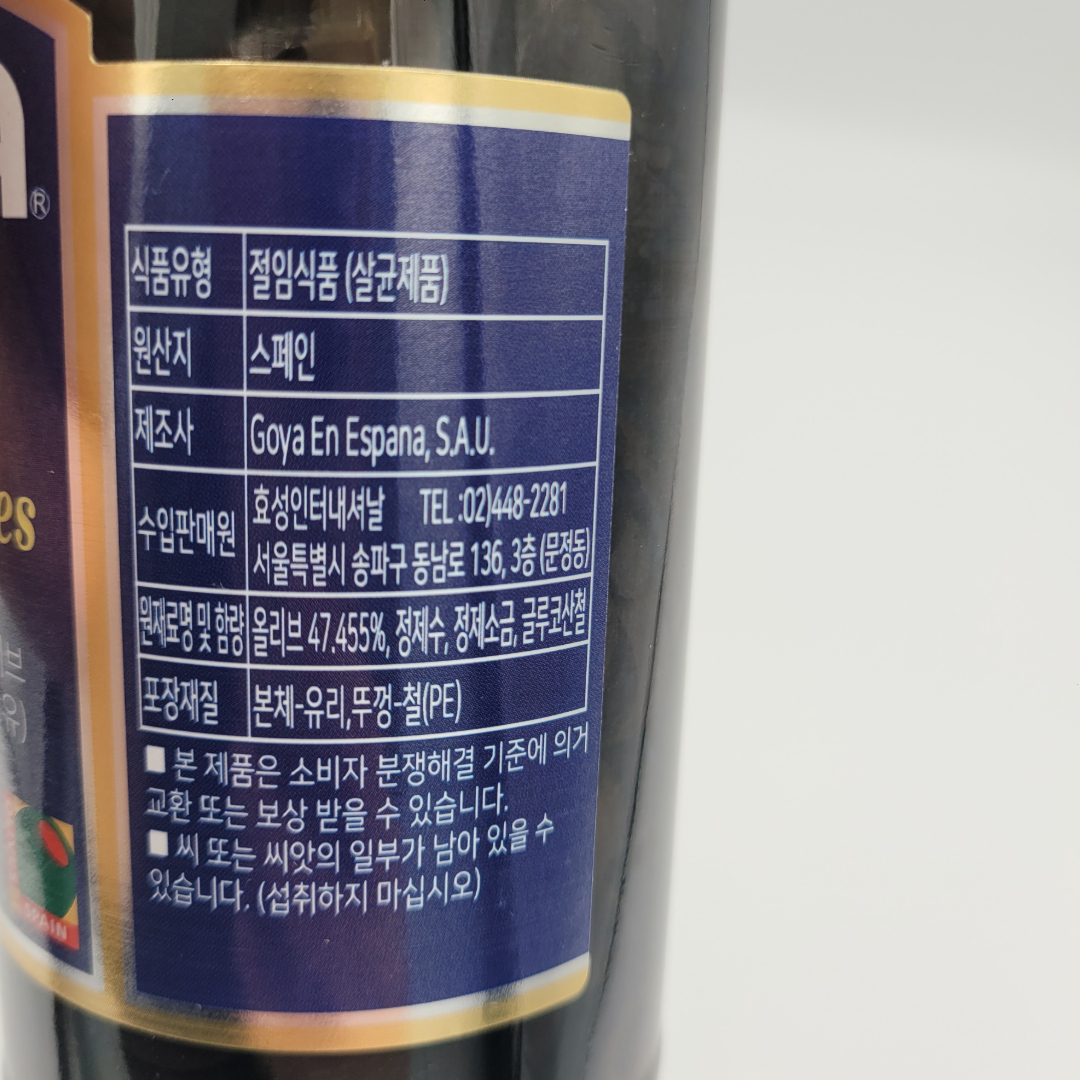 ®
es
식품유형 절임식품 (살균제품)
원산지 스페인
제조사 Goya En Espana, S.A.U.
수입판매원 효성인터내셔날 TEL :02)448-2281
서울특별시 송파구 동남로 136, 3층 (문정동)
원재료명 및 함량 올리브 47.455%, 정제수, 정제소금, 글루코산철
포장재질 본체-유리,뚜껑-철(PE)
■ 본 제품은 소비자 분쟁해결 기준에 의거
교환 또는 보상 받을 수 있습니다.
■ 씨 또는 씨앗의 일부가 남아 있을 수
있습니다. (섭취하지 마십시오)
SPAIN